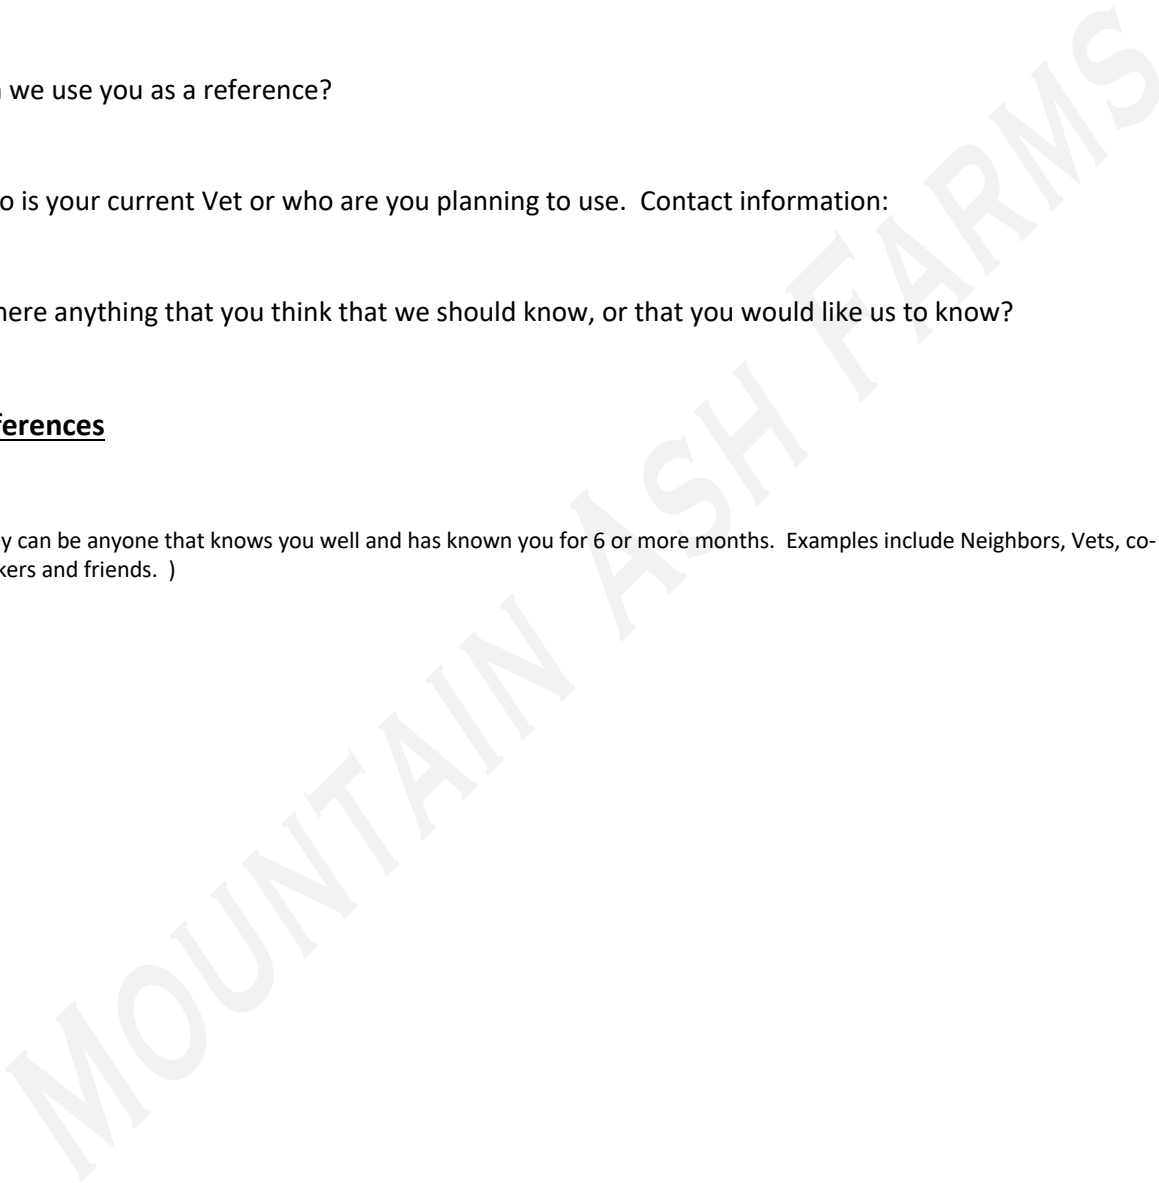 we use you as a reference?
o is your current Vet or who are you planning to use. Contact information:
here anything that you think that we should know, or that you would like us to know?
ferences
y can be anyone that knows you well and has known you for 6 or more months. Examples include Neighbors, Vets, co-
kers and friends. )
MOUNTAIN ASH FARMS